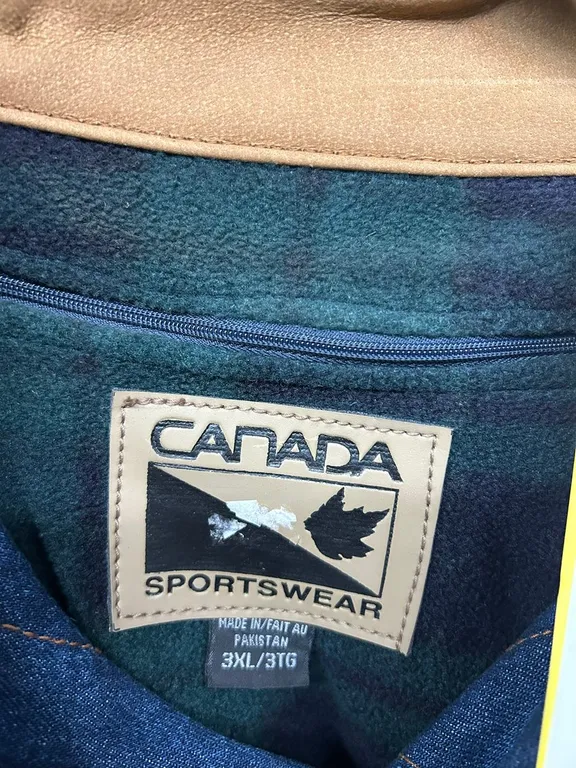 CANADA
SPORTSWEAR
MADE IN/FAIT AU
PAKISTAN
3XL/3TG